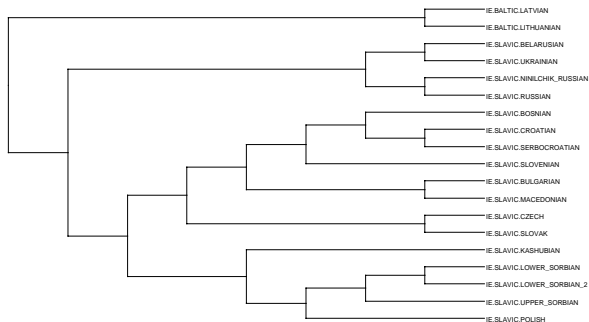 IE.BALTIC.LATVIAN
IE.BALTIC.LITHUANIAN
IE.SLAVIC.BELARUSIAN
IE.SLAVIC.UKRAINIAN
IE.SLAVIC.NINILCHIK_RUSSIAN
IE.SLAVIC.RUSSIAN
IE.SLAVIC.BOSNIAN
IE.SLAVIC.CROATIAN
IE.SLAVIC.SERBOCROATIAN
IE.SLAVIC.SLOVENIAN
IE.SLAVIC.BULGARIAN
IE.SLAVIC.MACEDONIAN
IE.SLAVIC.CZECH
IE.SLAVIC.SLOVAK
IE.SLAVIC.KASHUBIAN
IE.SLAVIC.LOWER_SORBIAN
IE.SLAVIC.LOWER_SORBIAN_2
IE.SLAVIC.UPPER_SORBIAN
IE.SLAVIC.POLISH